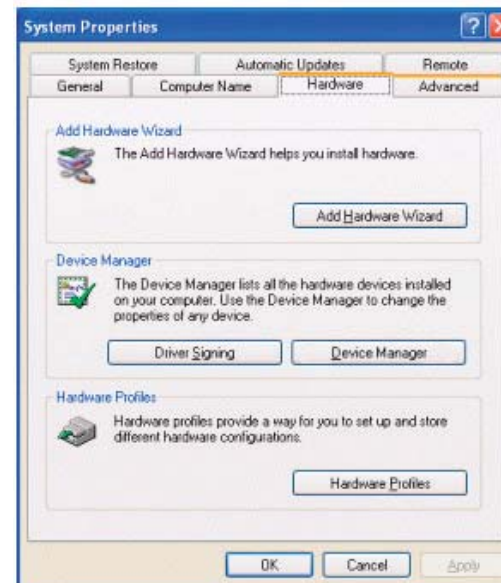 System Properties
?
System Restore Automatic Updates Remote
General Computer Name Hardware Advanced
Add Hardware Wizard
The Add Hardware Wizard helps you install hardware.
Add Hardware Wizard
Device Manager
The Device Manager lists all the hardware devices installed
on your computer. Use the Device Manager to change the
properties of any device.
Driver Signing Device Manager
Hardware Profiles
Hardware profiles provide a way for you to set up and store
different hardware configurations.
Hardware Profiles
OK Cancel Apply